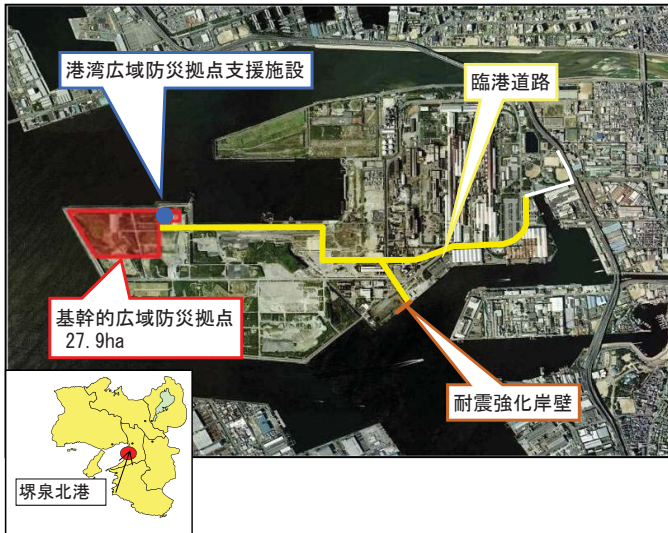 港湾広域防災拠点支援施設
臨港道路
基幹的広域防災拠点
27.9ha
耐震強化岸壁
堺泉北港